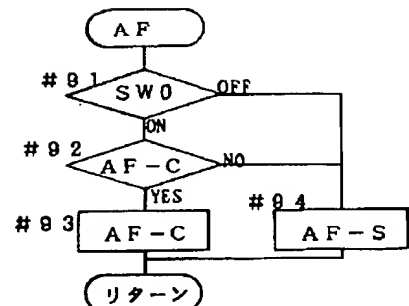 AF
#91
SW0
OFF
ON
#92
AF-C
NO
YES
#93
AF-C
#94
AF-S
リターン